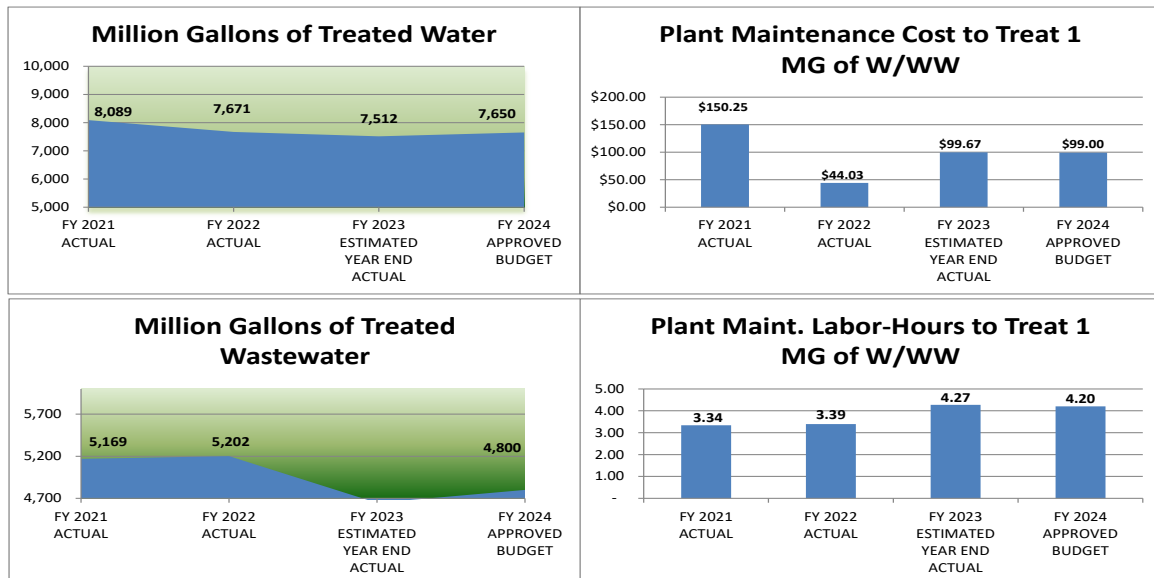 Million Gallons of Treated Water
10,000
9,000
8,000
7,000
6,000
5,000
8,089
7,671
7,512
7,650
FY 2021
ACTUAL
FY 2022
ACTUAL
FY 2023
ESTIMATED
YEAR END
ACTUAL
FY 2024
APPROVED
BUDGET
Plant Maintenance Cost to Treat 1
MG of W/WW
$200.00
$150.00
$100.00
$50.00
$0.00
$150.25
$44.03
$99.67
$99.00
FY 2021
ACTUAL
FY 2022
ACTUAL
FY 2023
ESTIMATED
YEAR END
ACTUAL
FY 2024
APPROVED
BUDGET
Million Gallons of Treated
Wastewater
5,700
5,200
4,700
5,169
5,202
4,800
FY 2021
ACTUAL
FY 2022
ACTUAL
FY 2023
ESTIMATED
YEAR END
ACTUAL
FY 2024
APPROVED
BUDGET
Plant Maint. Labor-Hours to Treat 1
MG of W/WW
5.00
4.00
3.00
2.00
1.00
-
3.34
3.39
4.27
4.20
FY 2021
ACTUAL
FY 2022
ACTUAL
FY 2023
ESTIMATED
YEAR END
ACTUAL
FY 2024
APPROVED
BUDGET